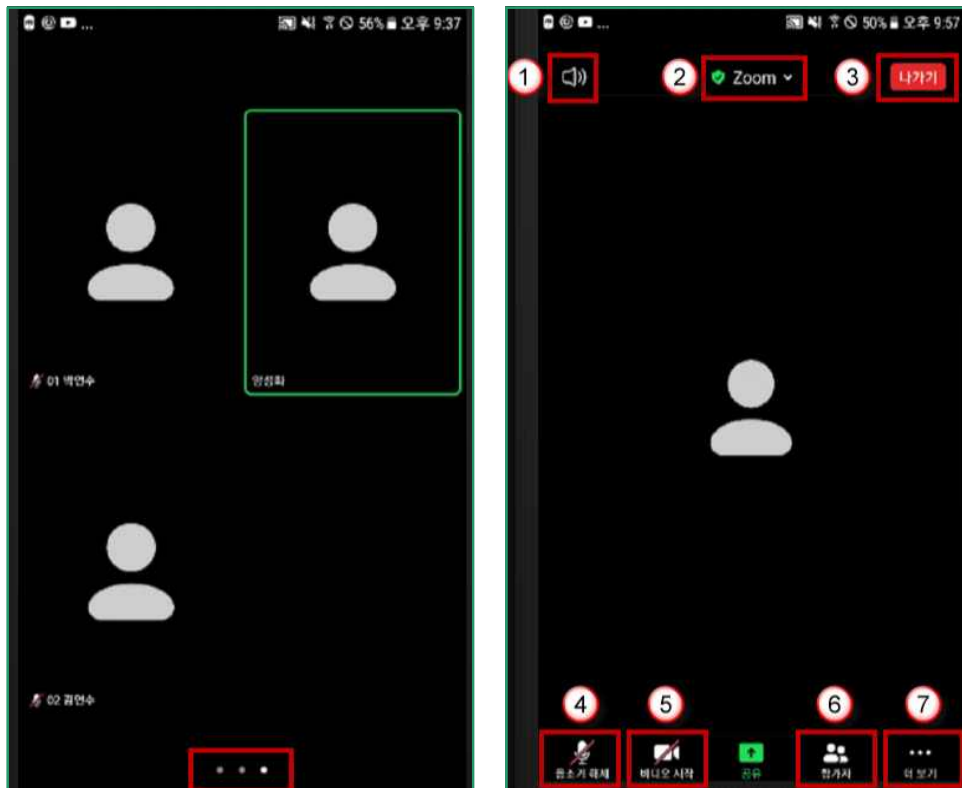 56% 오후 9:37
01 박연수
양성화
02 김연수
50% 오후 9:57
1
2 Zoom
3 나가기
4
5
6
7
음소거 해제
비디오 시작
공유
참가자
더 보기